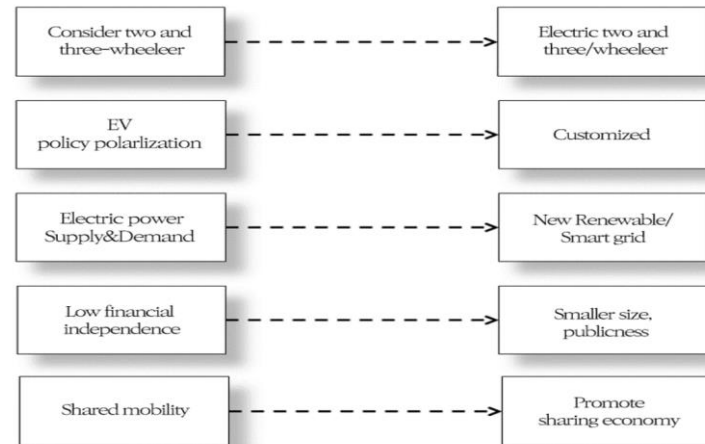 Consider two and
three-wheeleer
Electric two and
three/wheeleer
EV
policy polarlization
Customized
Electric power
Supply&Demand
New Renewable/
Smart grid
Low financial
independence
Smaller size,
publicness
Shared mobility
Promote
sharing economy